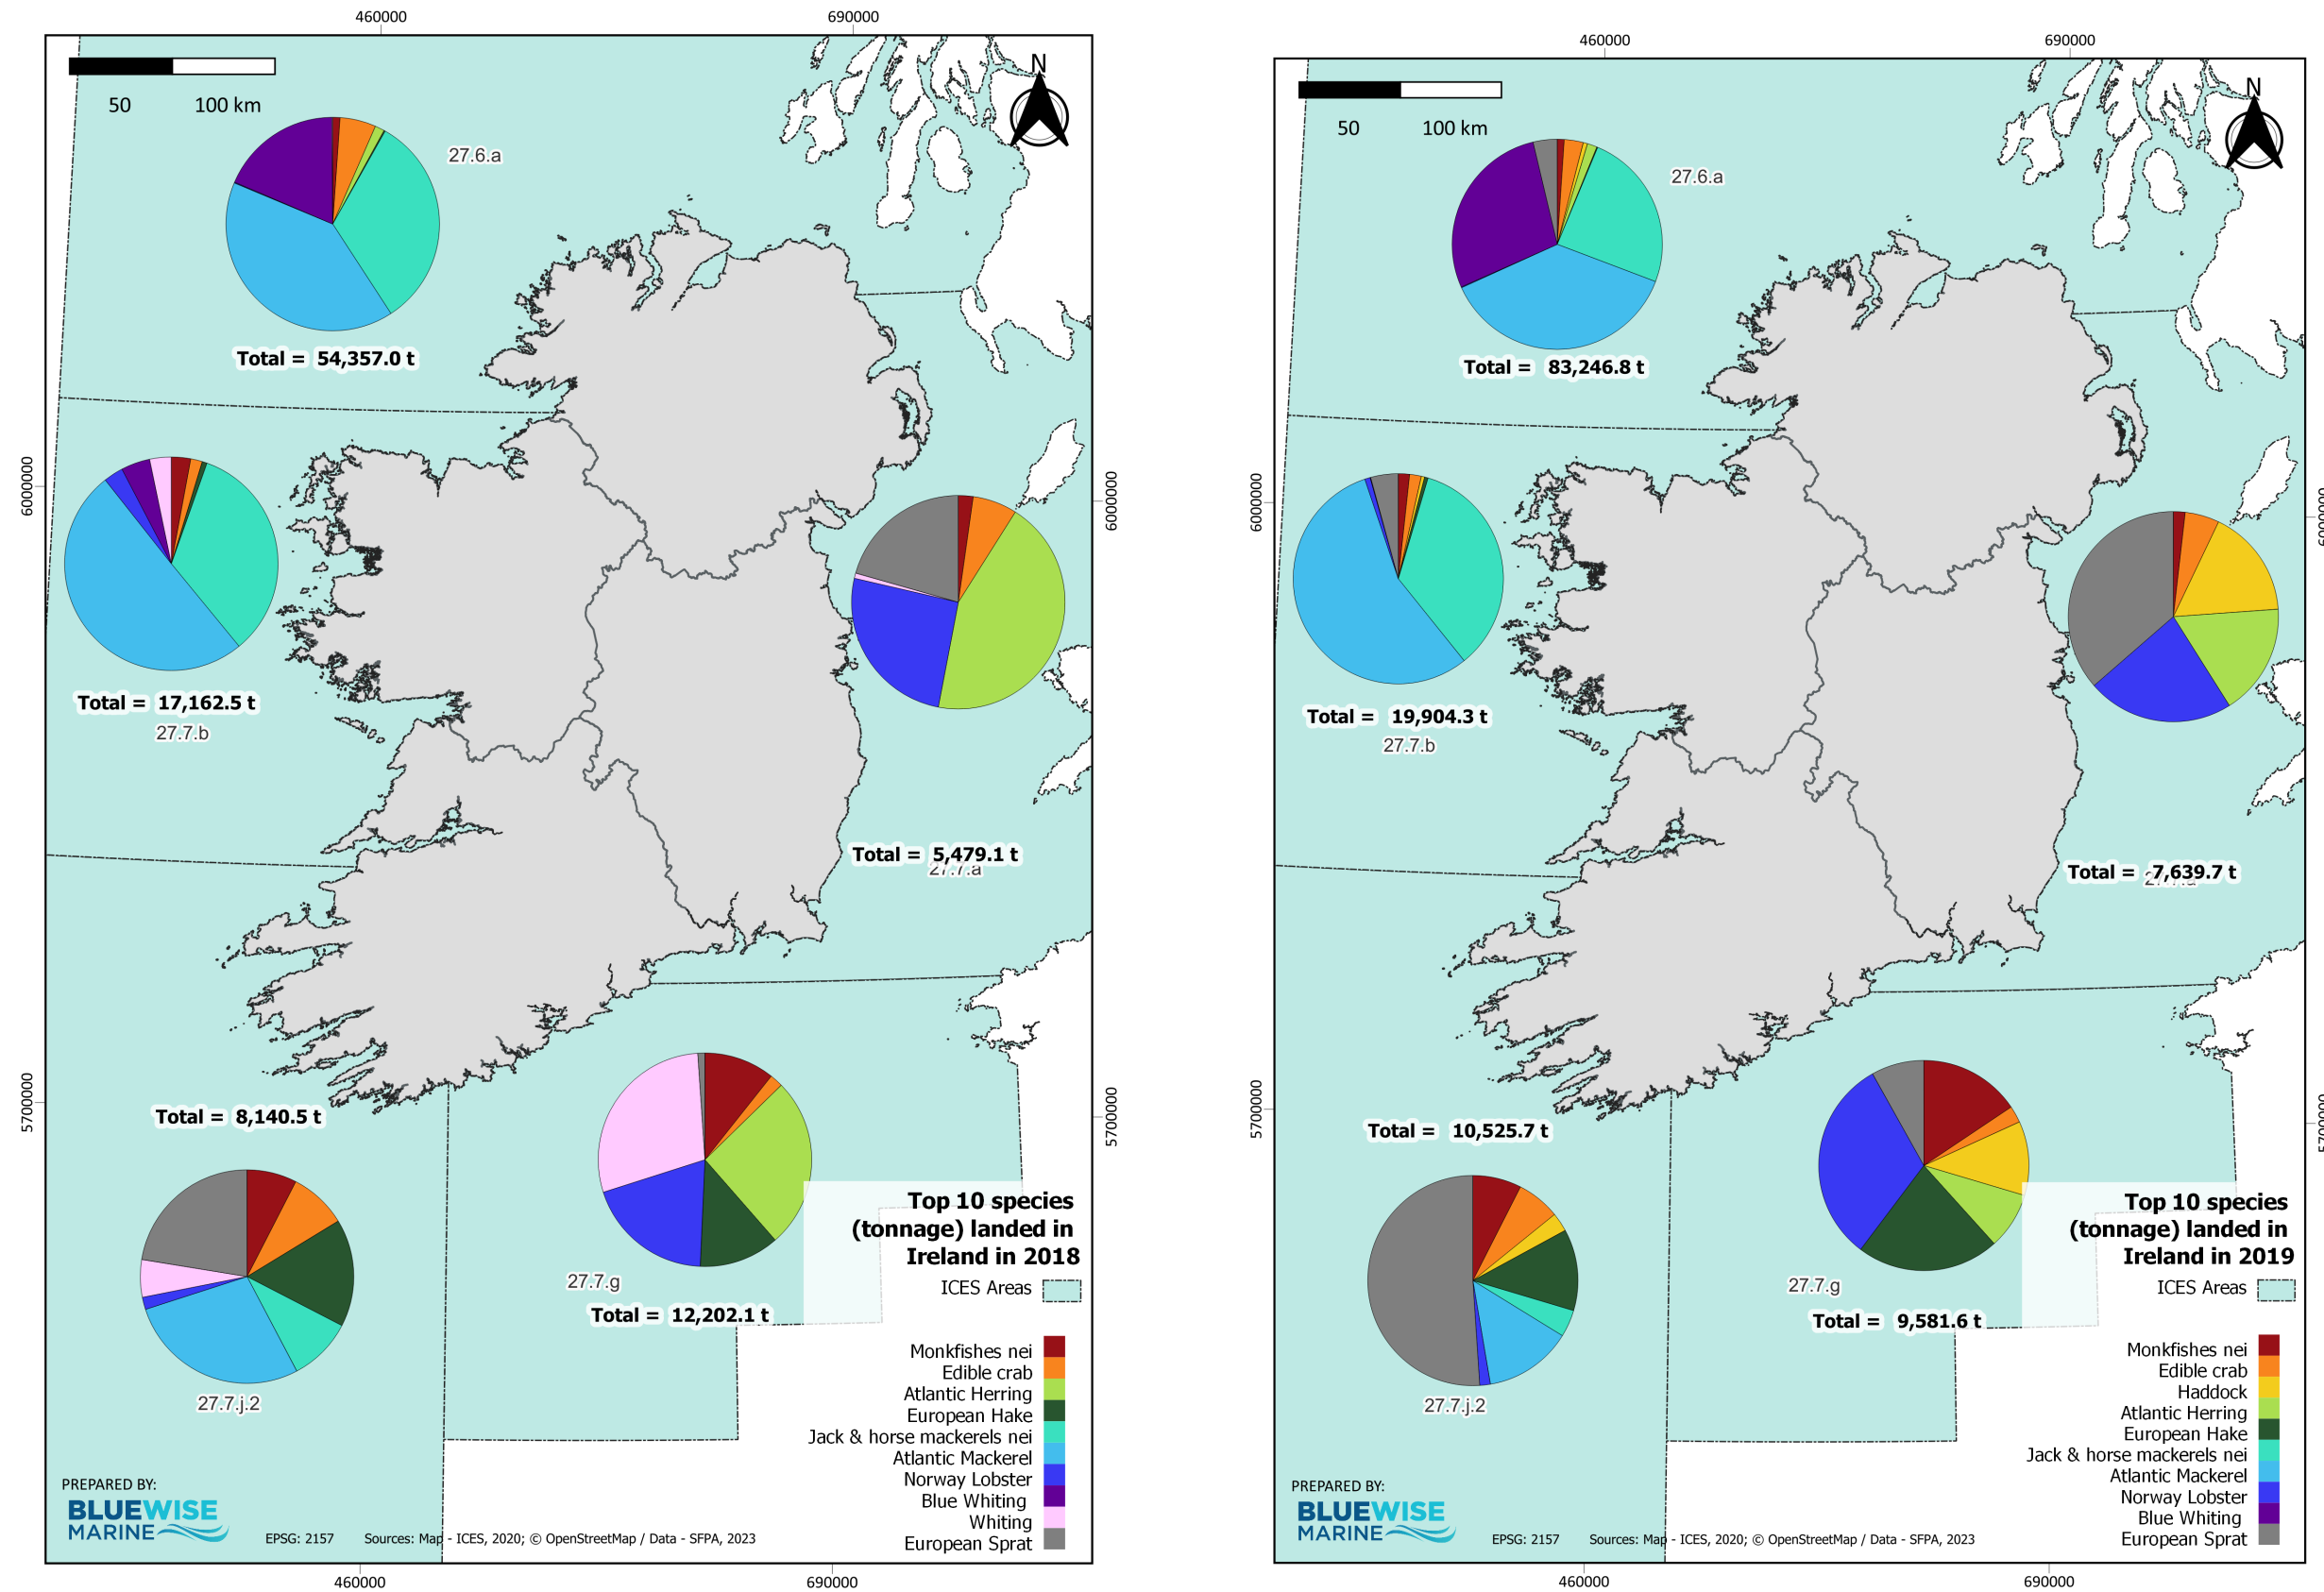 460000
690000
50
100 km
N
27.6.a
Total = 54,357.0 t
6000000
6000000
Total = 17,162.5 t
27.7.b
Total = 5,479.1 t
27.7.a
5700000
5700000
Total = 8,140.5 t
27.7.j.2
27.7.g
Total = 12,202.1 t
Top 10 species
(tonnage) landed in
Ireland in 2018
ICES Areas
Monkfishes nei
Edible crab
Atlantic Herring
European Hake
Jack & horse mackerels nei
Atlantic Mackerel
Norway Lobster
Blue Whiting
Whiting
European Sprat
PREPARED BY:
BLUEWISE
MARINE
EPSG: 2157
Sources: Map - ICES, 2020; © OpenStreetMap / Data - SFPA, 2023
460000
690000
460000
690000
50
100 km
N
27.6.a
Total = 83,246.8 t
6000000
Total = 19,904.3 t
27.7.b
Total = 7,639.7 t
5700000
Total = 10,525.7 t
27.7.j.2
27.7.g
Total = 9,581.6 t
Top 10 species
(tonnage) landed in
Ireland in 2019
ICES Areas
Monkfishes nei
Edible crab
Haddock
Atlantic Herring
European Hake
Jack & horse mackerels nei
Atlantic Mackerel
Norway Lobster
Blue Whiting
European Sprat
PREPARED BY:
BLUEWISE
MARINE
EPSG: 2157
Sources: Map - ICES, 2020; © OpenStreetMap / Data - SFPA, 2023
460000
690000